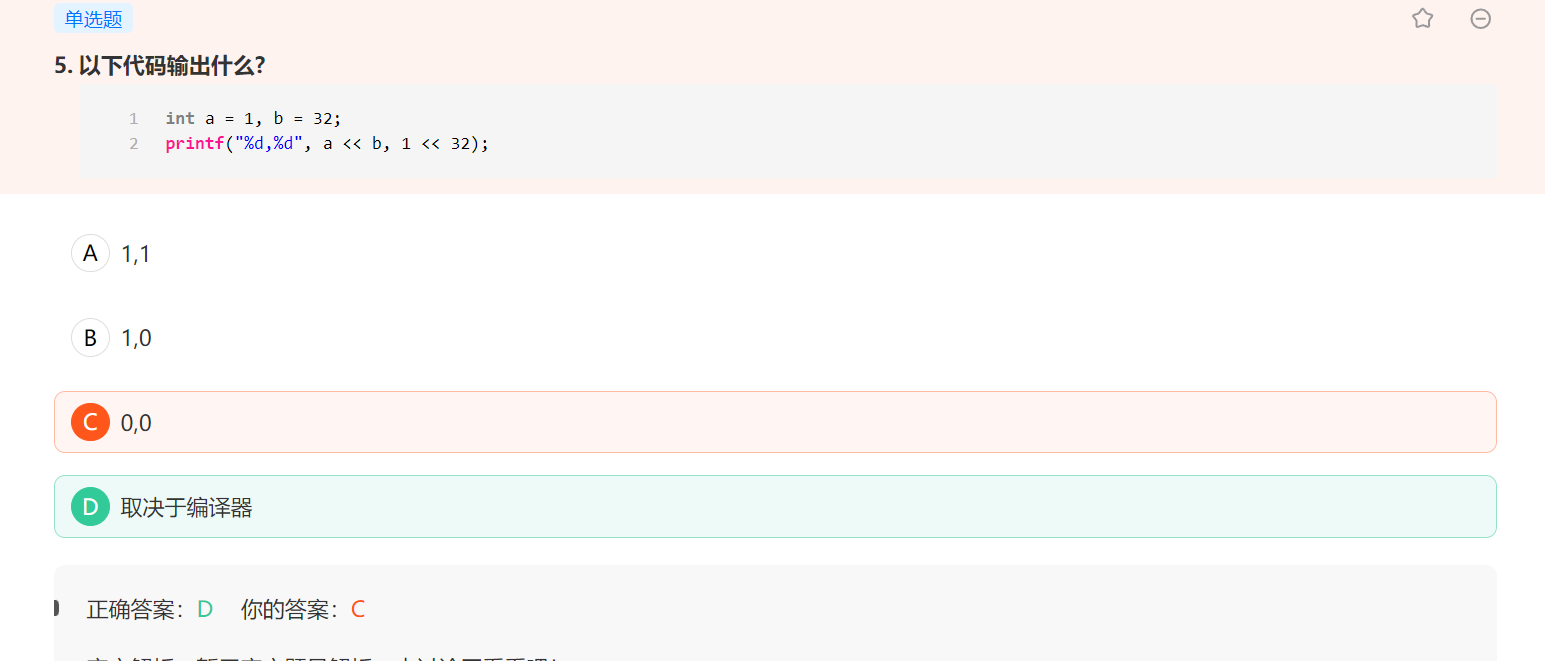 单选题
5. 以下代码输出什么?
1 int a = 1, b = 32;
2 printf("%d,%d", a << b, 1 << 32);
A 1,1
B 1,0
C 0,0
D 取决于编译器
正确答案： D 你的答案： C